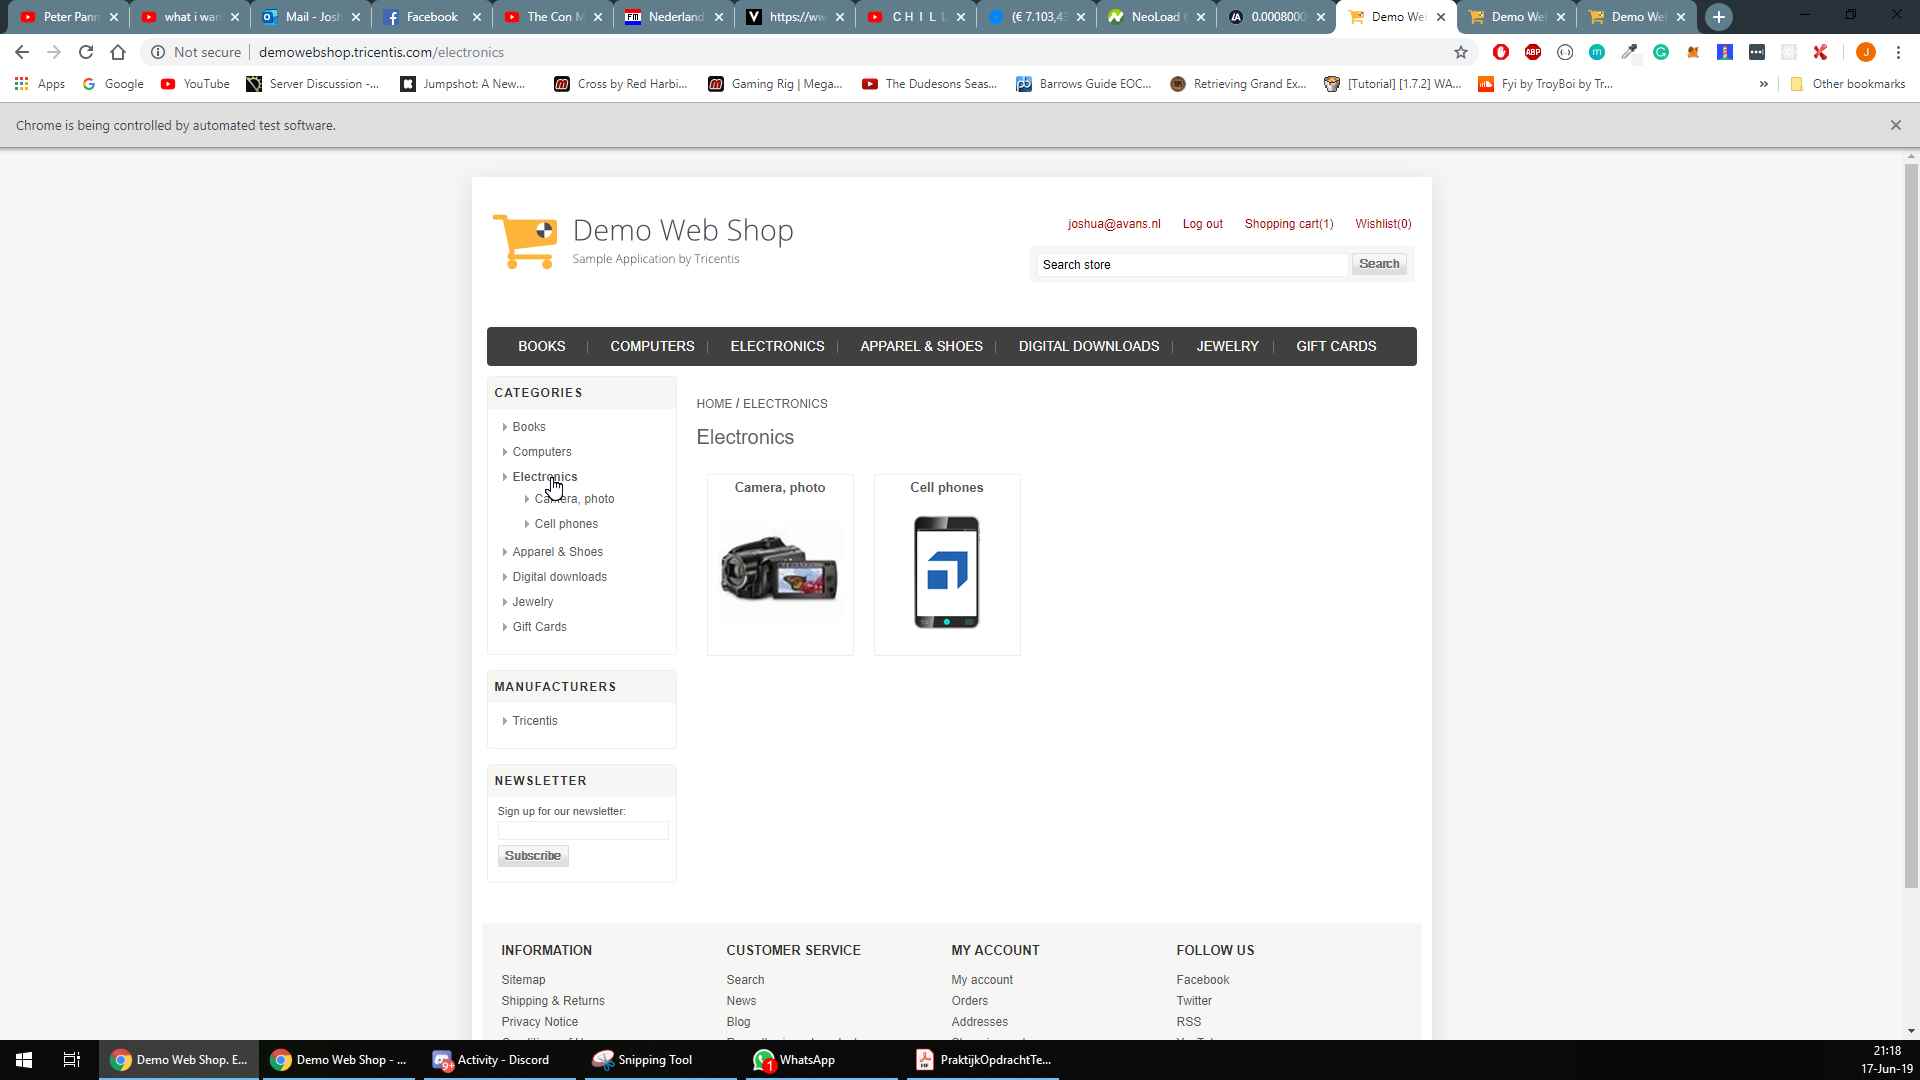 Peter Pann
what i wan
Mail - Josh
Facebook
The Con M
Nederland
https://ww
C H I L L
(€ 7.103,43
NeoLoad
0.0008000
Demo We
Demo We
Demo We
Not secure | demowebshop.tricentis.com/electronics
Apps
Google
YouTube
Server Discussion -...
Jumpshot: A New...
Cross by Red Harbi...
Gaming Rig | Mega...
The Dudesons Seas...
Barrows Guide EOC...
Retrieving Grand Ex...
[Tutorial] [1.7.2] WA...
Fyi by TroyBoi by Tr...
»
Other bookmarks
Chrome is being controlled by automated test software.
Demo Web Shop
Sample Application by Tricentis
joshua@avans.nl Log out Shopping cart(1) Wishlist(0)
Search store Search
BOOKS | COMPUTERS | ELECTRONICS | APPAREL & SHOES | DIGITAL DOWNLOADS | JEWELRY | GIFT CARDS
CATEGORIES
Books
Computers
Electronics
Camera, photo
Cell phones
Apparel & Shoes
Digital downloads
Jewelry
Gift Cards
MANUFACTURERS
Tricentis
NEWSLETTER
Sign up for our newsletter:
Subscribe
HOME / ELECTRONICS
Electronics
Camera, photo
Cell phones
INFORMATION
Sitemap
Shipping & Returns
Privacy Notice
CUSTOMER SERVICE
Search
News
Blog
MY ACCOUNT
My account
Orders
Addresses
FOLLOW US
Facebook
Twitter
RSS
Demo Web Shop. E...
Demo Web Shop - ...
9+
Activity - Discord
Snipping Tool
1
WhatsApp
PraktijkOpdrachtTe...
21:18
17-Jun-19